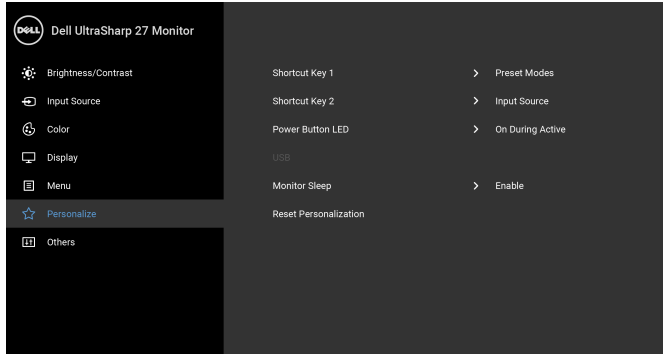 DELL Dell UltraSharp 27 Monitor
Brightness/Contrast
Input Source
Color
Display
Menu
Personalize
Others
Shortcut Key 1 > Preset Modes
Shortcut Key 2 > Input Source
Power Button LED > On During Active
USB
Monitor Sleep > Enable
Reset Personalization